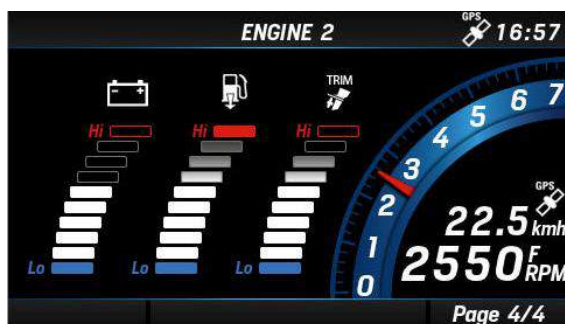 ENGINE 2
GPS
16:57
TRIM
Hi Hi Hi
Lo Lo Lo
0 1 2 3 4 5 6 7
GPS
22.5 kmh
2550 F RPM
Page 4/4